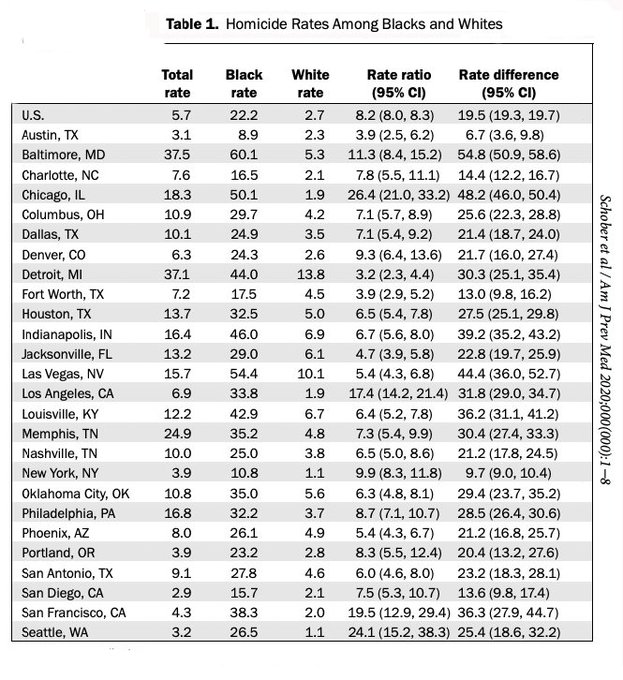 Table 1. Homicide Rates Among Blacks and Whites
Total rate Black rate White rate Rate ratio (95% CI) Rate difference (95% CI)
U.S. 5.7 22.2 2.7 8.2 (8.0, 8.3) 19.5 (19.3, 19.7)
Austin, TX 3.1 8.9 2.3 3.9 (2.5, 6.2) 6.7 (3.6, 9.8)
Baltimore, MD 37.5 60.1 5.3 11.3 (8.4, 15.2) 54.8 (50.9, 58.6)
Charlotte, NC 7.6 16.5 2.1 7.8 (5.5, 11.1) 14.4 (12.2, 16.7)
Chicago, IL 18.3 50.1 1.9 26.4 (21.0, 33.2) 48.2 (46.0, 50.4)
Columbus, OH 10.9 29.7 4.2 7.1 (5.7, 8.9) 25.6 (22.3, 28.8)
Dallas, TX 10.1 24.9 3.5 7.1 (5.4, 9.2) 21.4 (18.7, 24.0)
Denver, CO 6.3 24.3 2.6 9.3 (6.4, 13.6) 21.7 (16.0, 27.4)
Detroit, MI 37.1 44.0 13.8 3.2 (2.3, 4.4) 30.3 (25.1, 35.4)
Fort Worth, TX 7.2 17.5 4.5 3.9 (2.9, 5.2) 13.0 (9.8, 16.2)
Houston, TX 13.7 32.5 5.0 6.5 (5.4, 7.8) 27.5 (25.1, 29.8)
Indianapolis, IN 16.4 46.0 6.9 6.7 (5.6, 8.0) 39.2 (35.2, 43.2)
Jacksonville, FL 13.2 29.0 6.1 4.7 (3.9, 5.8) 22.8 (19.7, 25.9)
Las Vegas, NV 15.7 54.4 10.1 5.4 (4.3, 6.8) 44.4 (36.0, 52.7)
Los Angeles, CA 6.9 33.8 1.9 17.4 (14.2, 21.4) 31.8 (29.0, 34.7)
Louisville, KY 12.2 42.9 6.7 6.4 (5.2, 7.8) 36.2 (31.1, 41.2)
Memphis, TN 24.9 35.2 4.8 7.3 (5.4, 9.9) 30.4 (27.4, 33.3)
Nashville, TN 10.0 25.0 3.8 6.5 (5.0, 8.6) 21.2 (17.8, 24.5)
New York, NY 3.9 10.8 1.1 9.9 (8.3, 11.8) 9.7 (9.0, 10.4)
Oklahoma City, OK 10.8 35.0 5.6 6.3 (4.8, 8.1) 29.4 (23.7, 35.2)
Philadelphia, PA 16.8 32.2 3.7 8.7 (7.1, 10.7) 28.5 (26.4, 30.6)
Phoenix, AZ 8.0 26.1 4.9 5.4 (4.3, 6.7) 21.2 (16.8, 25.7)
Portland, OR 3.9 23.2 2.8 8.3 (5.5, 12.4) 20.4 (13.2, 27.6)
San Antonio, TX 9.1 27.8 4.6 6.0 (4.6, 8.0) 23.2 (18.3, 28.1)
San Diego, CA 2.9 15.7 2.1 7.5 (5.3, 10.7) 13.6 (9.8, 17.4)
San Francisco, CA 4.3 38.3 2.0 19.5 (12.9, 29.4) 36.3 (27.9, 44.7)
Seattle, WA 3.2 26.5 1.1 24.1 (15.2, 38.3) 25.4 (18.6, 32.2)
Schober et al / Am J Prev Med 2020;000(000):1–8